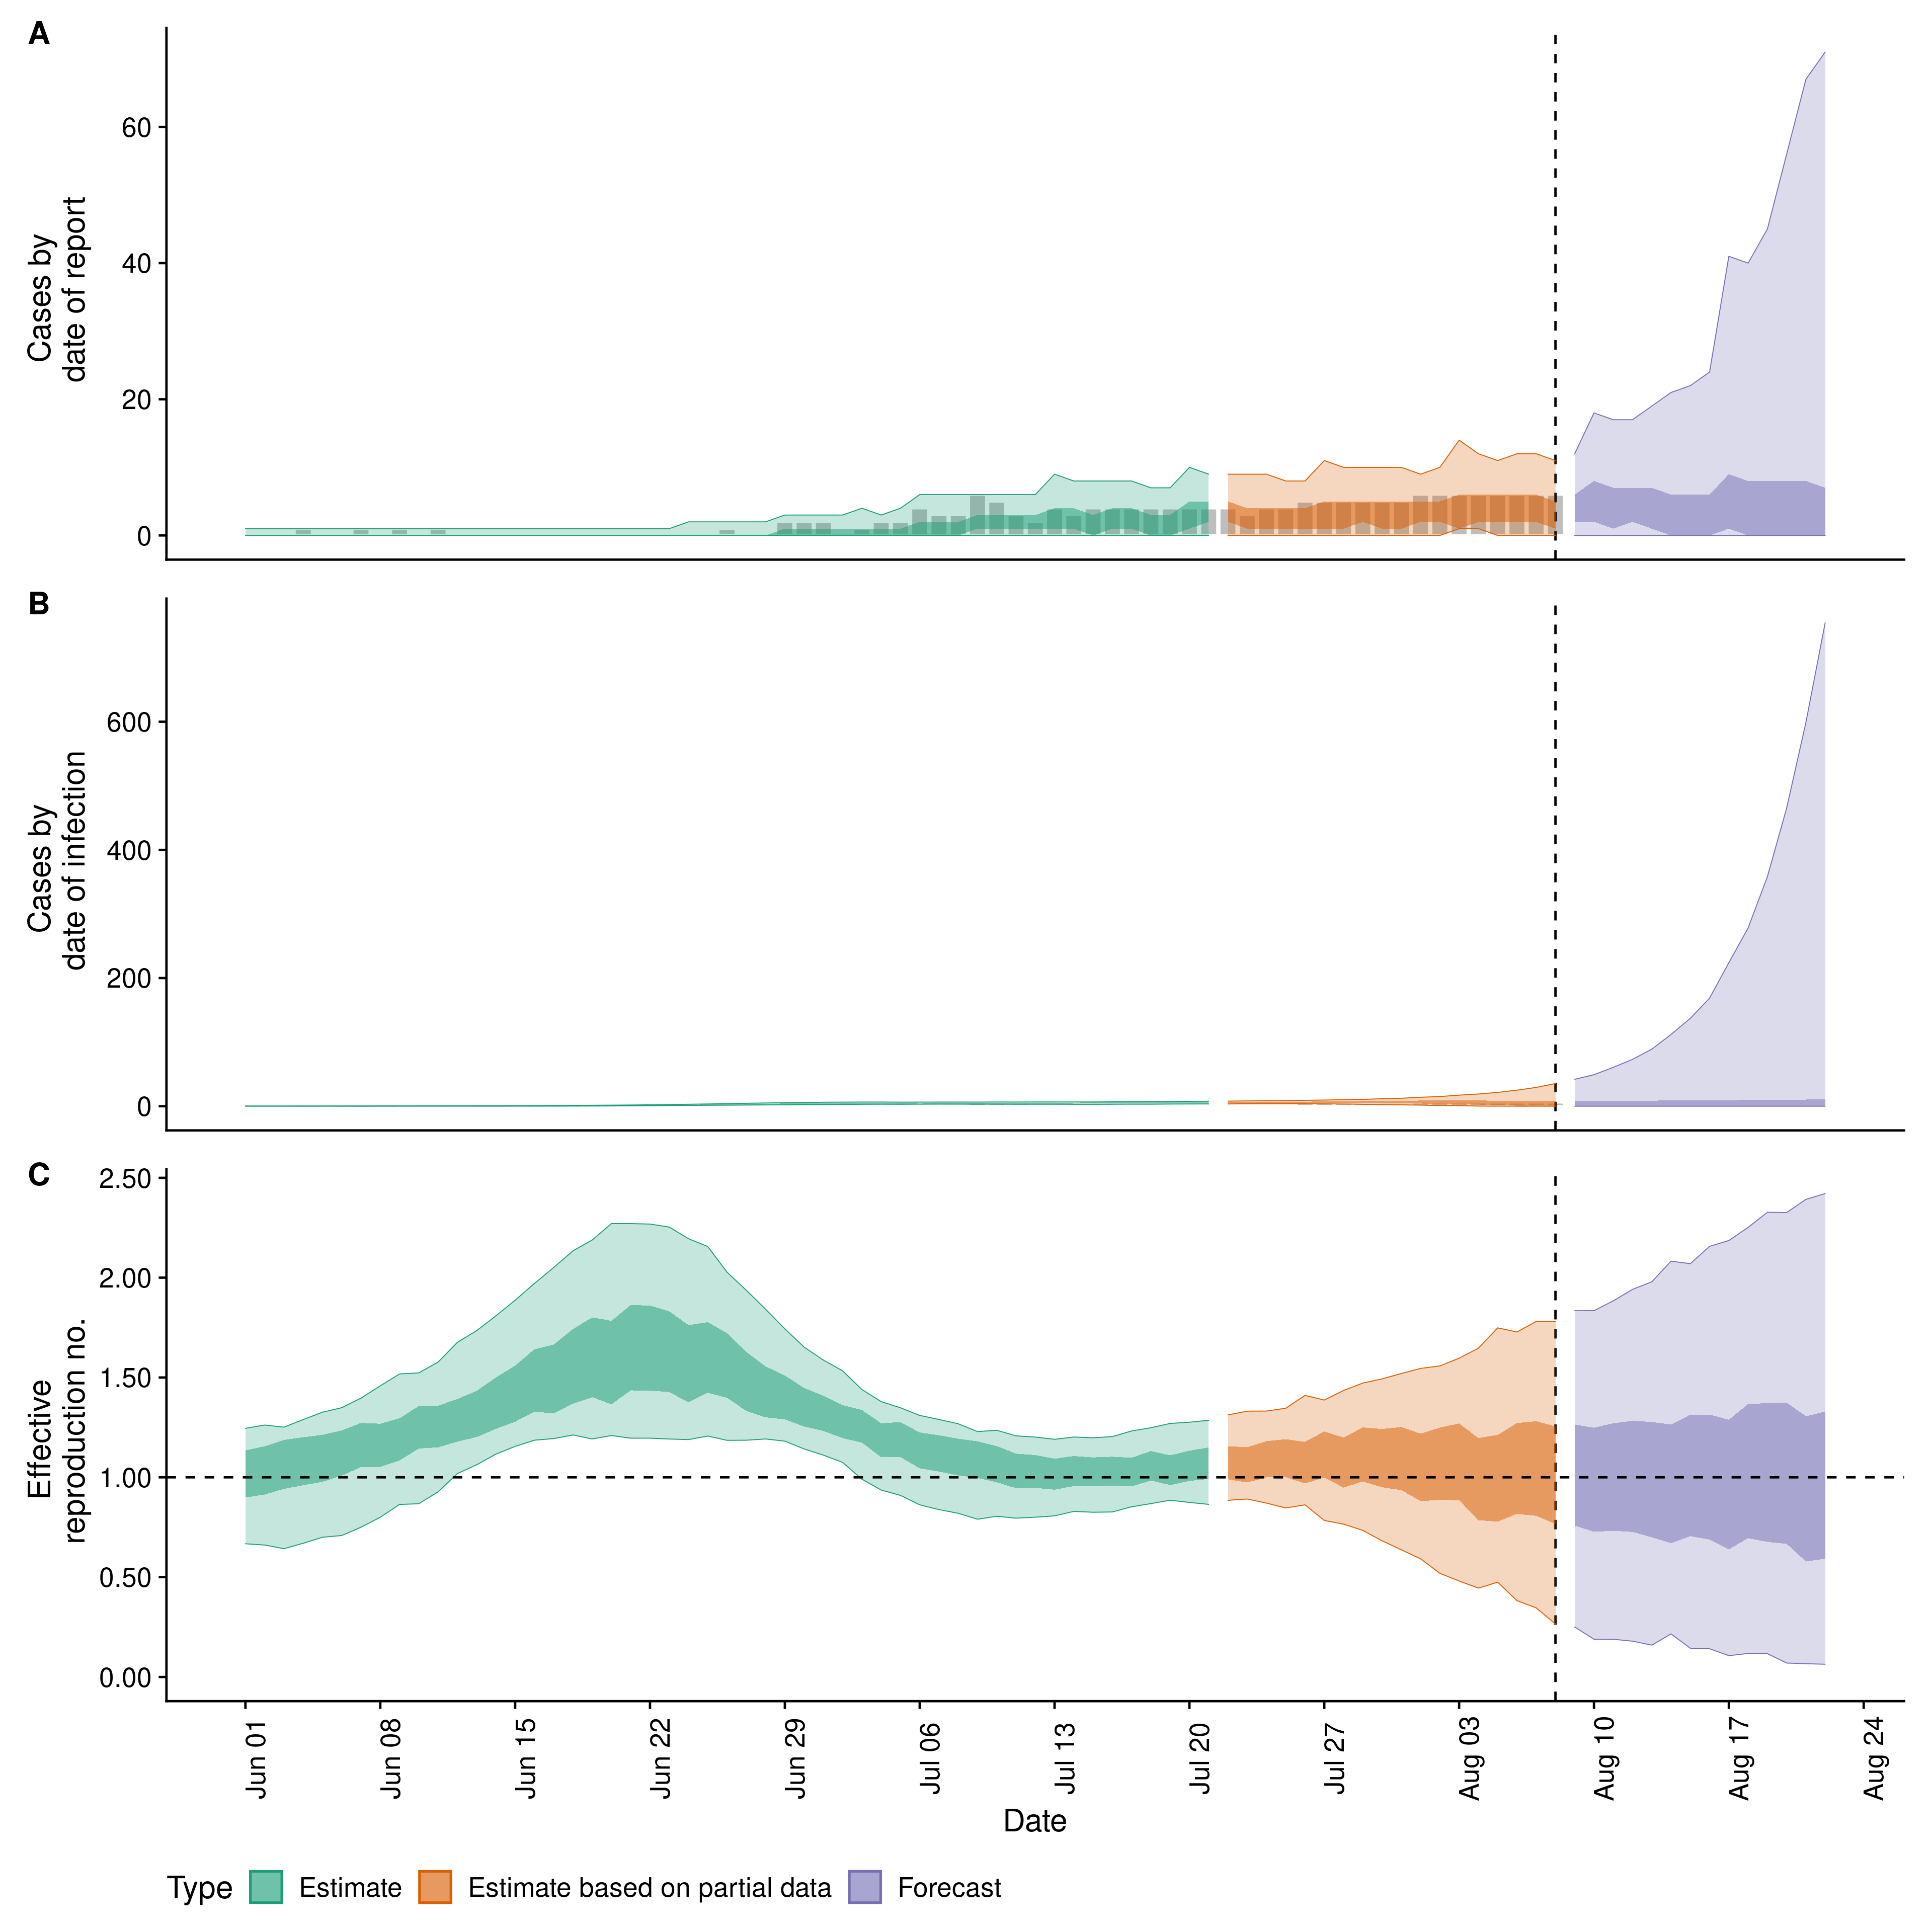 A
60
40
20
0
Cases by
date of report
B
600
400
200
0
Cases by
date of infection
C
2.50
2.00
1.50
1.00
0.50
0.00
Effective
reproduction no.
Jun 01
Jun 08
Jun 15
Jun 22
Jun 29
Jul 06
Jul 13
Jul 20
Jul 27
Aug 03
Aug 10
Aug 17
Aug 24
Date
Type Estimate Estimate based on partial data Forecast